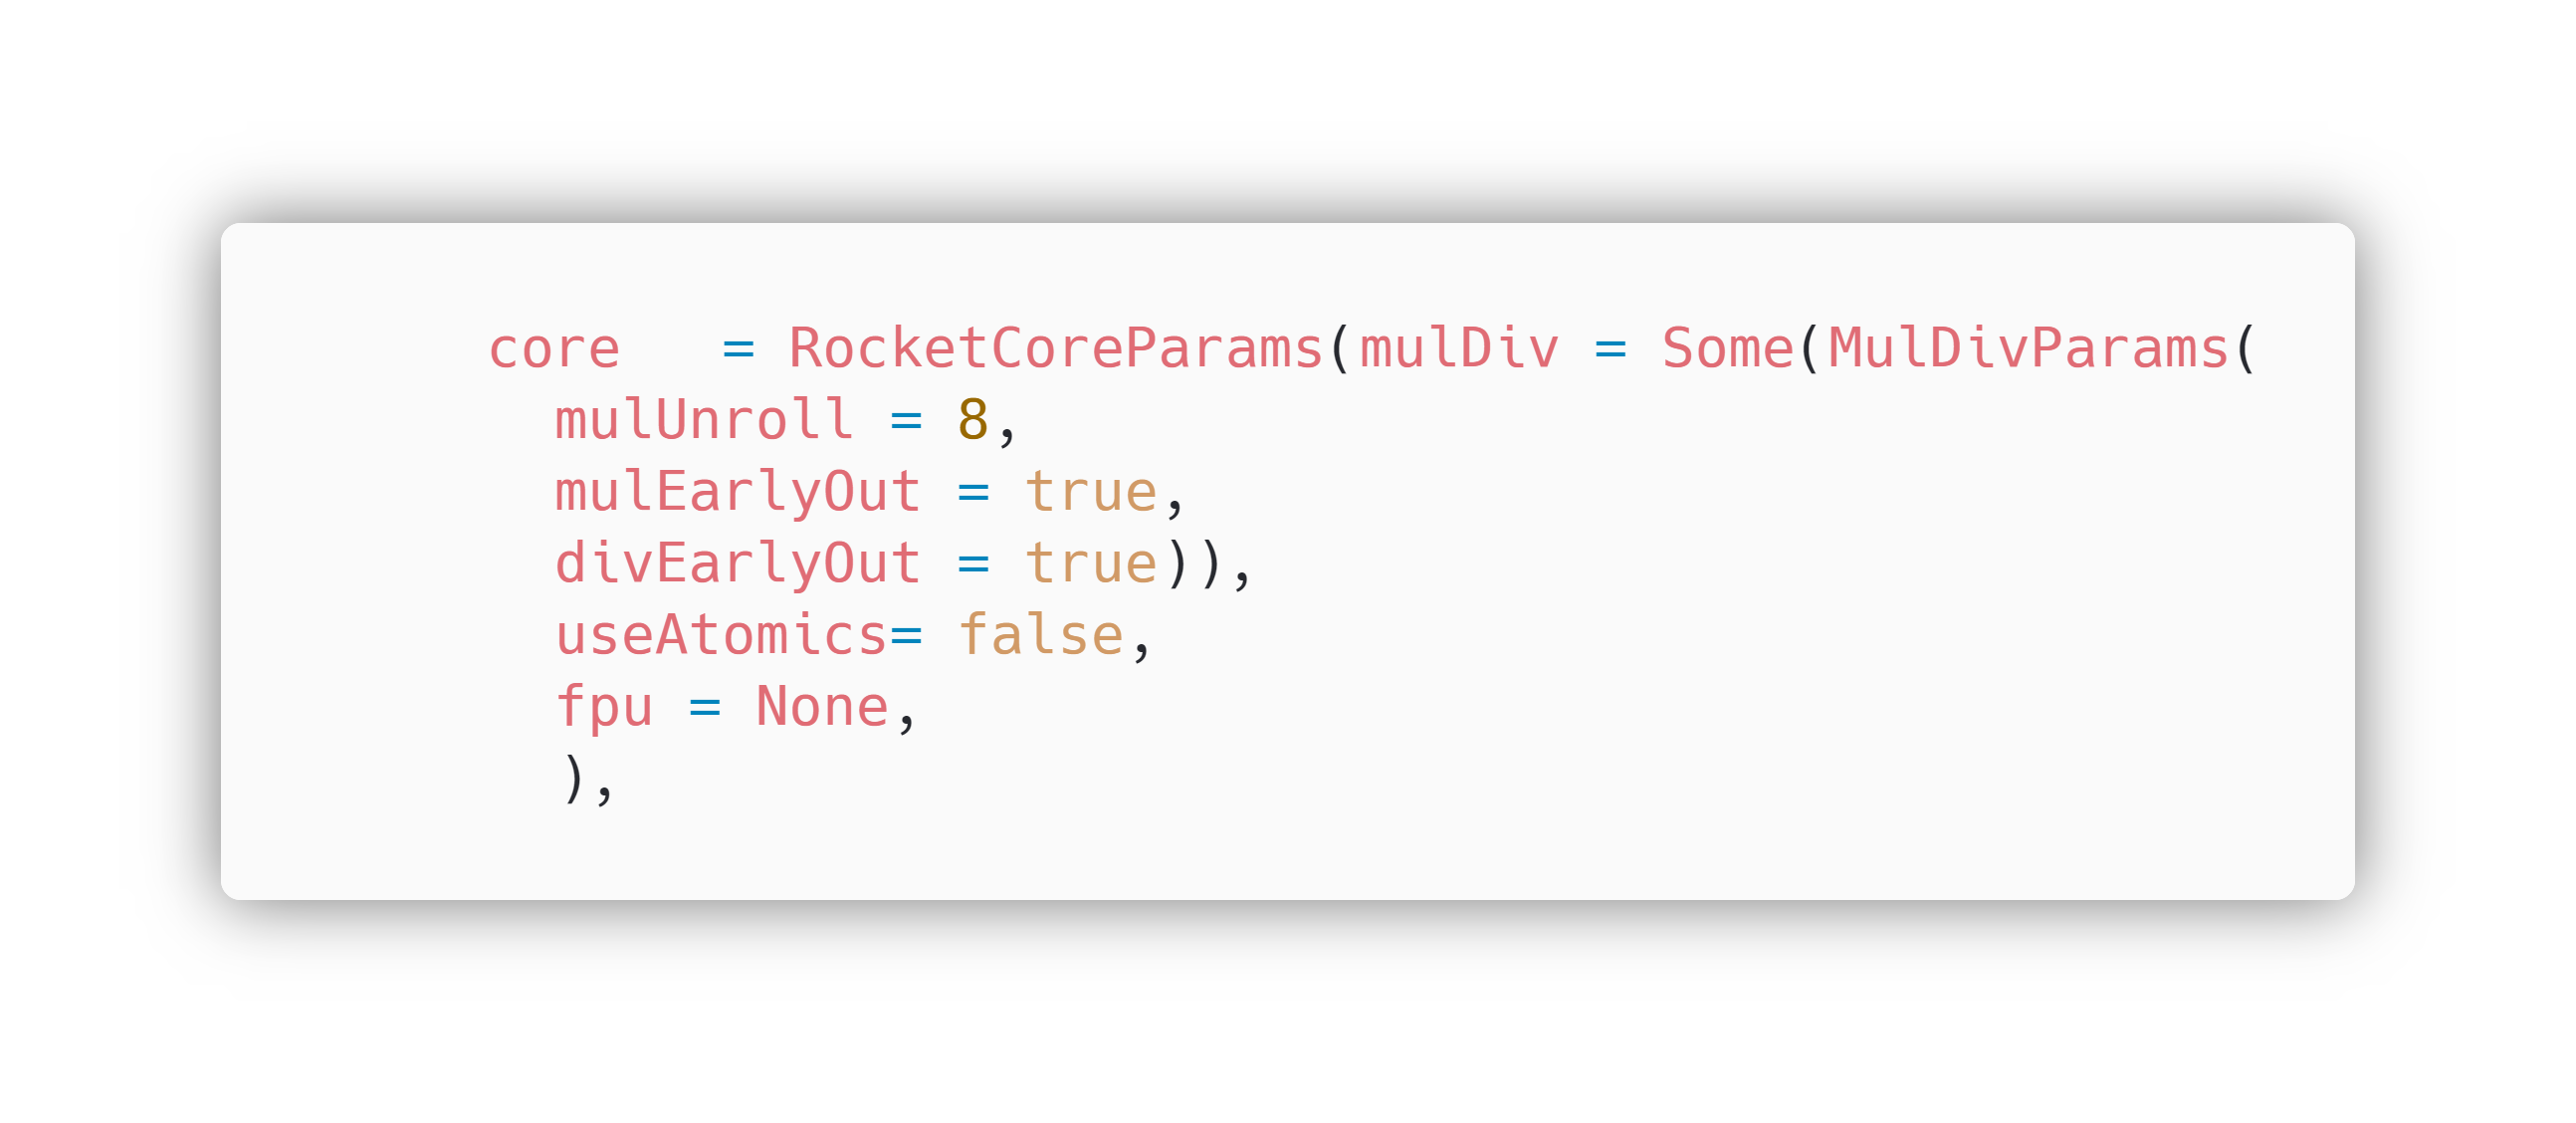 core   = RocketCoreParams(mulDiv = Some(MulDivParams(
  mulUnroll = 8,
  mulEarlyOut = true,
  divEarlyOut = true)),
  useAtomics= false,
  fpu = None,
  ),